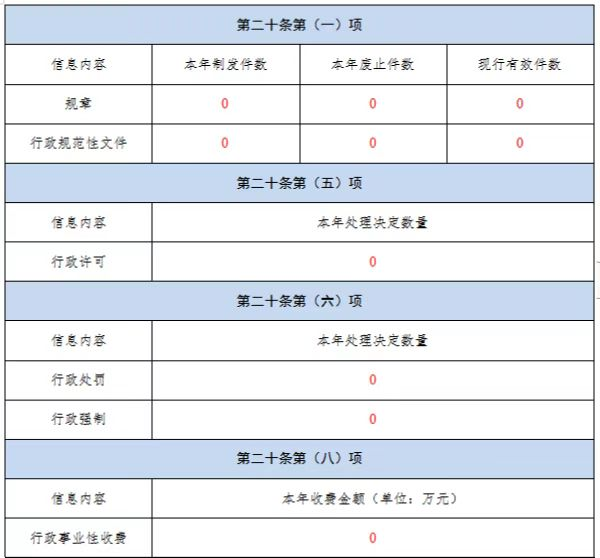 第二十条第（一）项
信息内容 本年制发件数 本年废止件数 现行有效件数
规章 0 0 0
行政规范性文件 0 0 0
第二十条第（五）项
信息内容 本年处理决定数量
行政许可 0
第二十条第（六）项
信息内容 本年处理决定数量
行政处罚 0
行政强制 0
第二十条第（八）项
信息内容 本年收费金额（单位：万元）
行政事业性收费 0